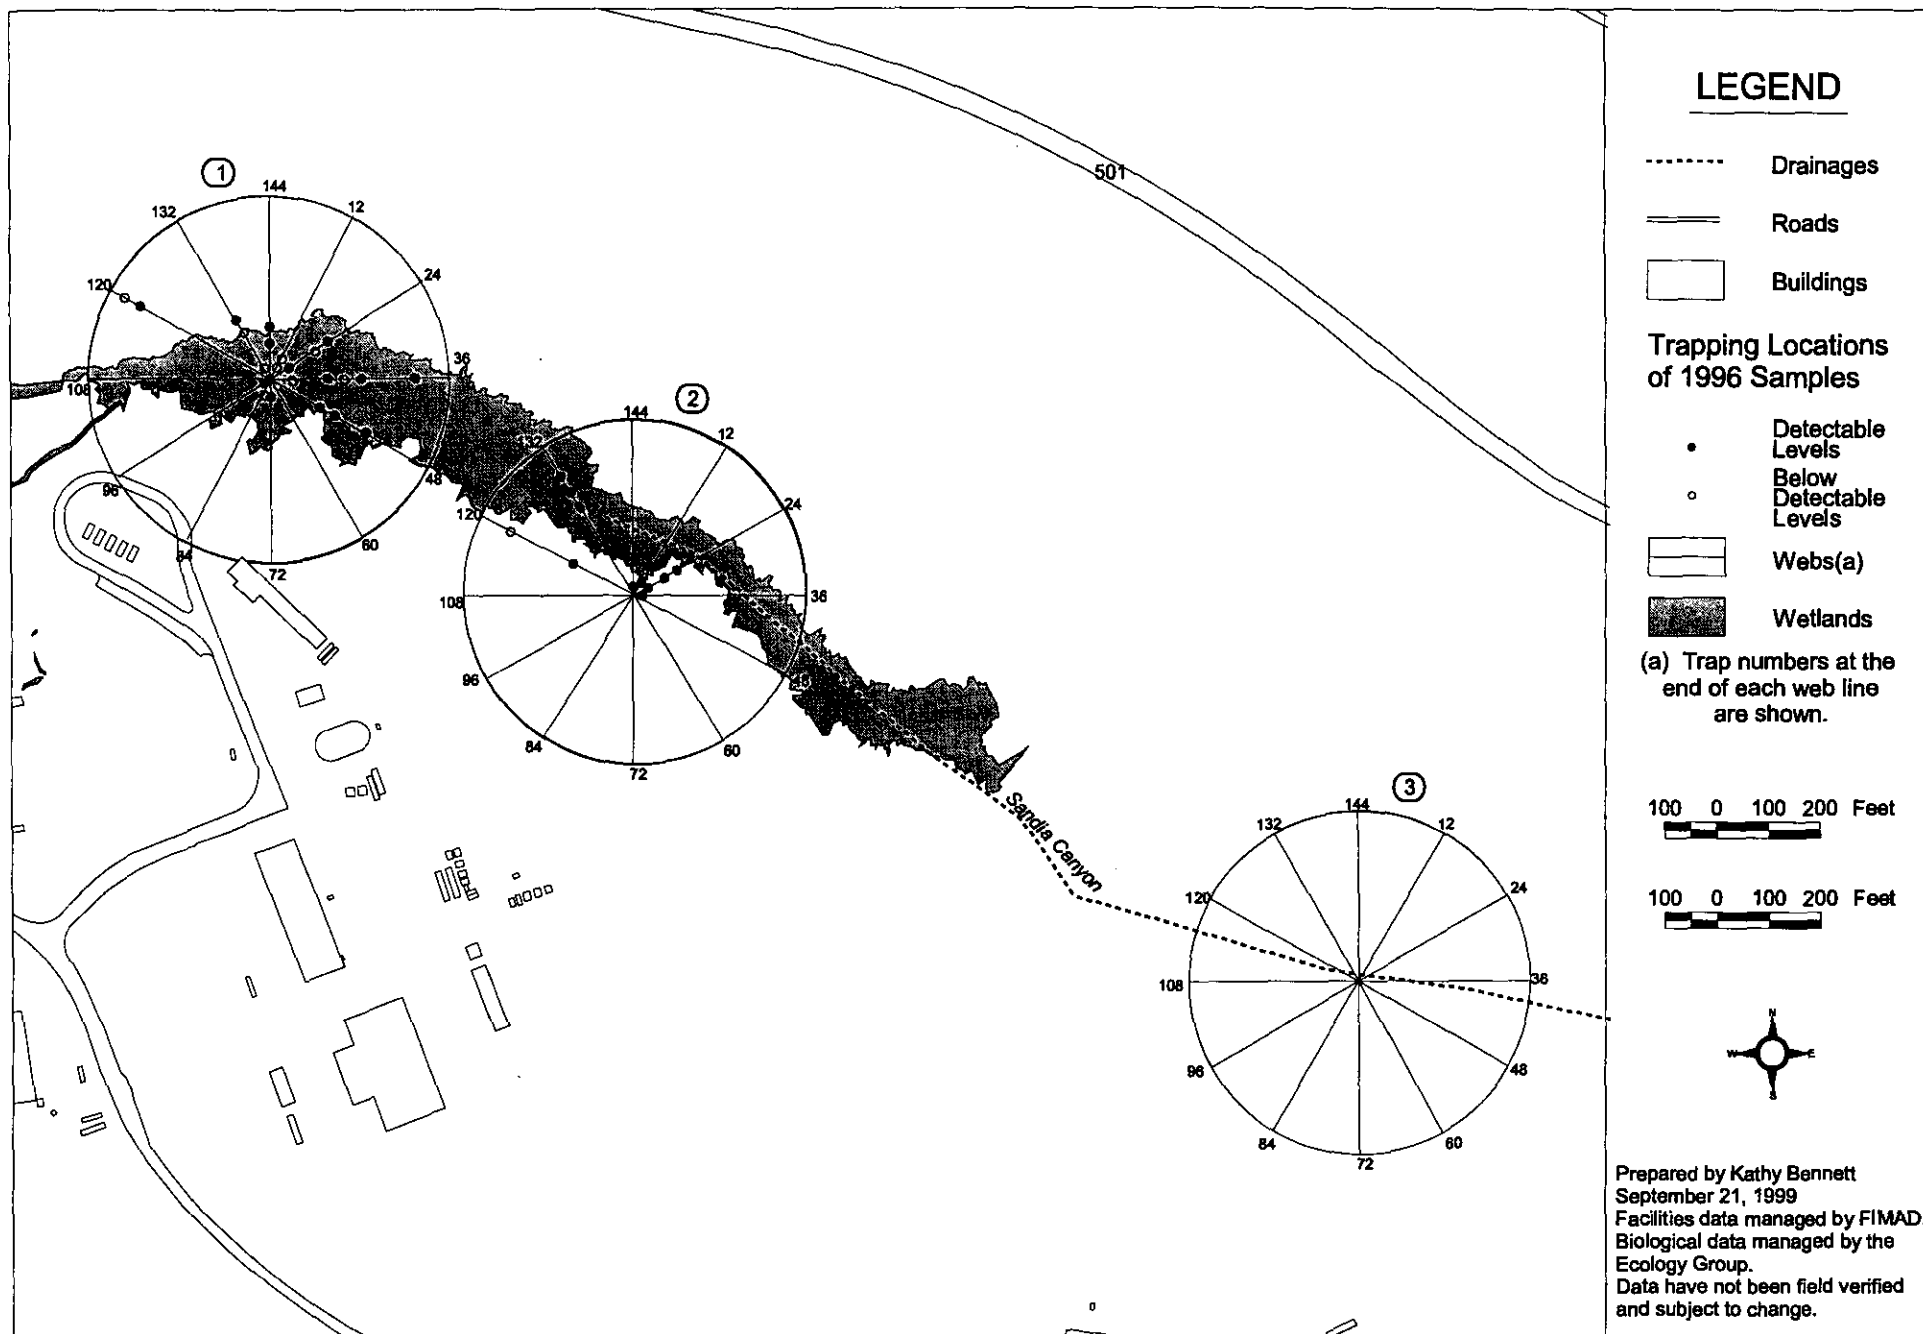 501
1
144
12
24
36
48
60
72
84
96
108
120
132
2
144
12
24
36
48
60
72
84
96
108
120
132
3
144
12
24
36
48
60
72
84
96
108
120
132
Sandia Canyon
LEGEND
Drainages
Roads
Buildings
Trapping Locations
of 1996 Samples
Detectable
Levels
Below
Detectable
Levels
Webs(a)
Wetlands
(a) Trap numbers at the
end of each web line
are shown.
100 0 100 200 Feet
100 0 100 200 Feet
N
W E
S
Prepared by Kathy Bennett
September 21, 1999
Facilities data managed by FIMAD.
Biological data managed by the
Ecology Group.
Data have not been field verified
and subject to change.